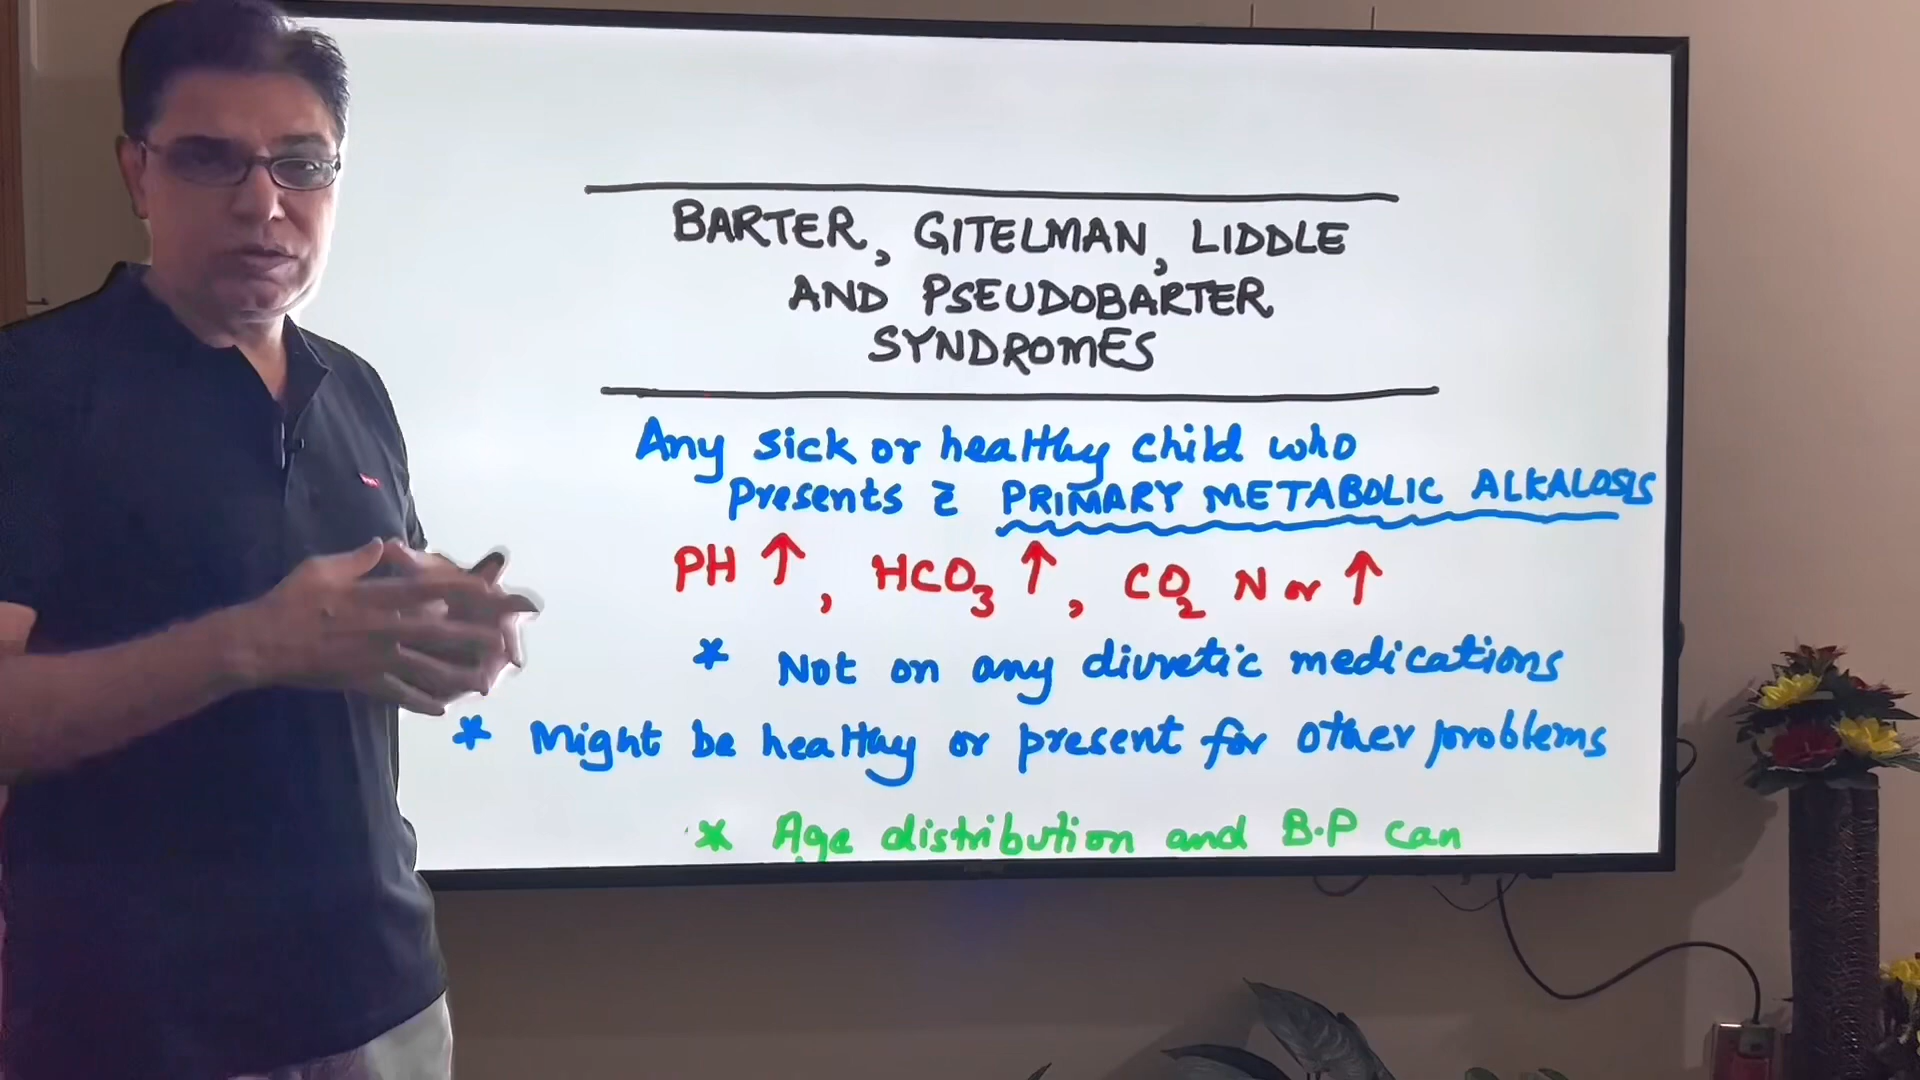 BARTER, GITELMAN, LIDDLE
AND PSEUDOBARTER
SYNDROMES
Any sick or healthy child who
presents c̄ PRIMARY METABOLIC ALKALOSIS
PH ↑, HCO₃ ↑, CO₂ N or ↑
* Not on any diuretic medications
* Might be healthy or present for other problems
* Age distribution and B.P can